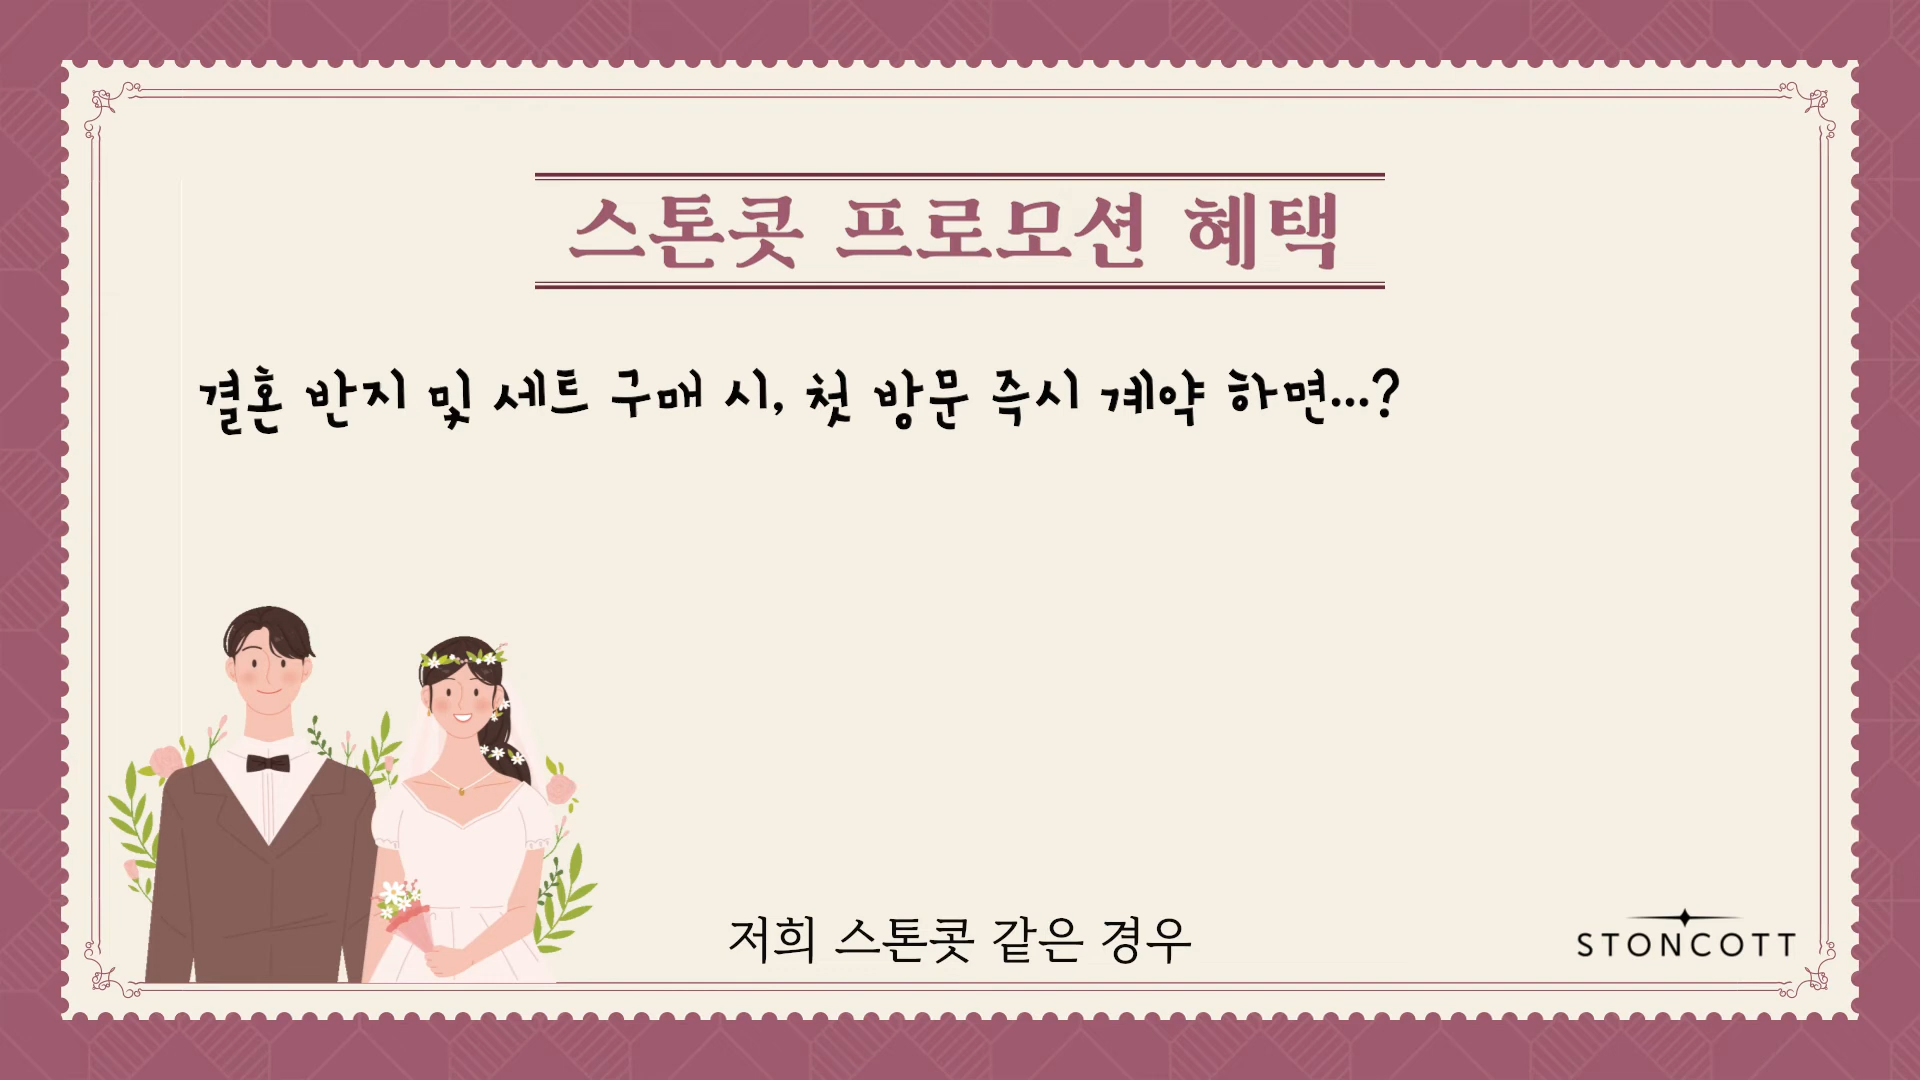 스톤콧 프로모션 혜택
결혼 반지 및 세트 구매 시, 첫 방문 즉시 계약 하면...?
저희 스톤콧 같은 경우
STONCOTT